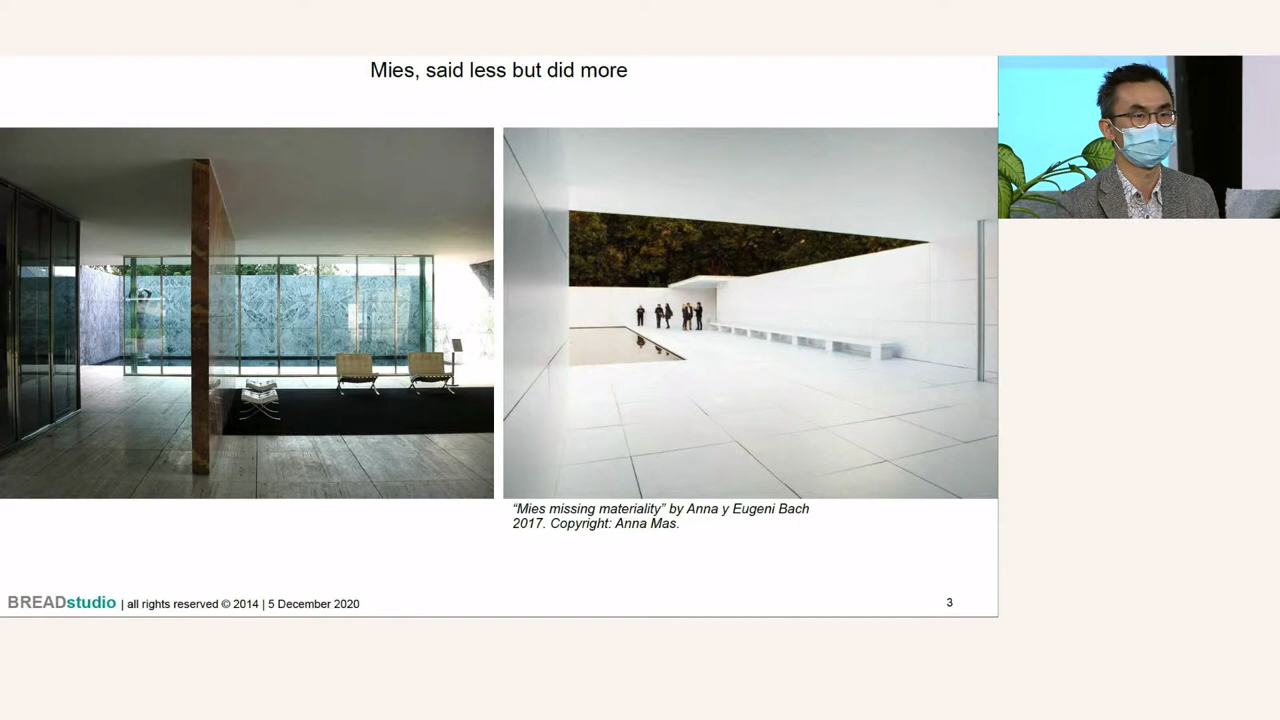 Mies, said less but did more
“Mies missing materiality” by Anna y Eugeni Bach
2017. Copyright: Anna Mas.
BREADstudio | all rights reserved © 2014 | 5 December 2020
3